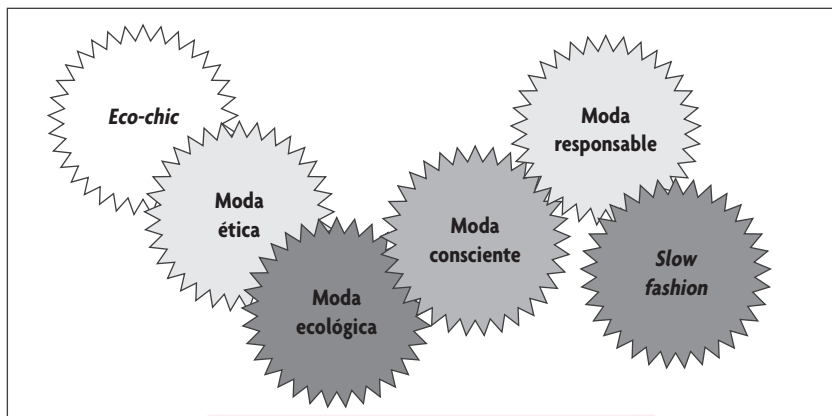 Eco-chic
Moda
ética
Moda
ecológica
Moda
consciente
Moda
responsable
Slow
fashion